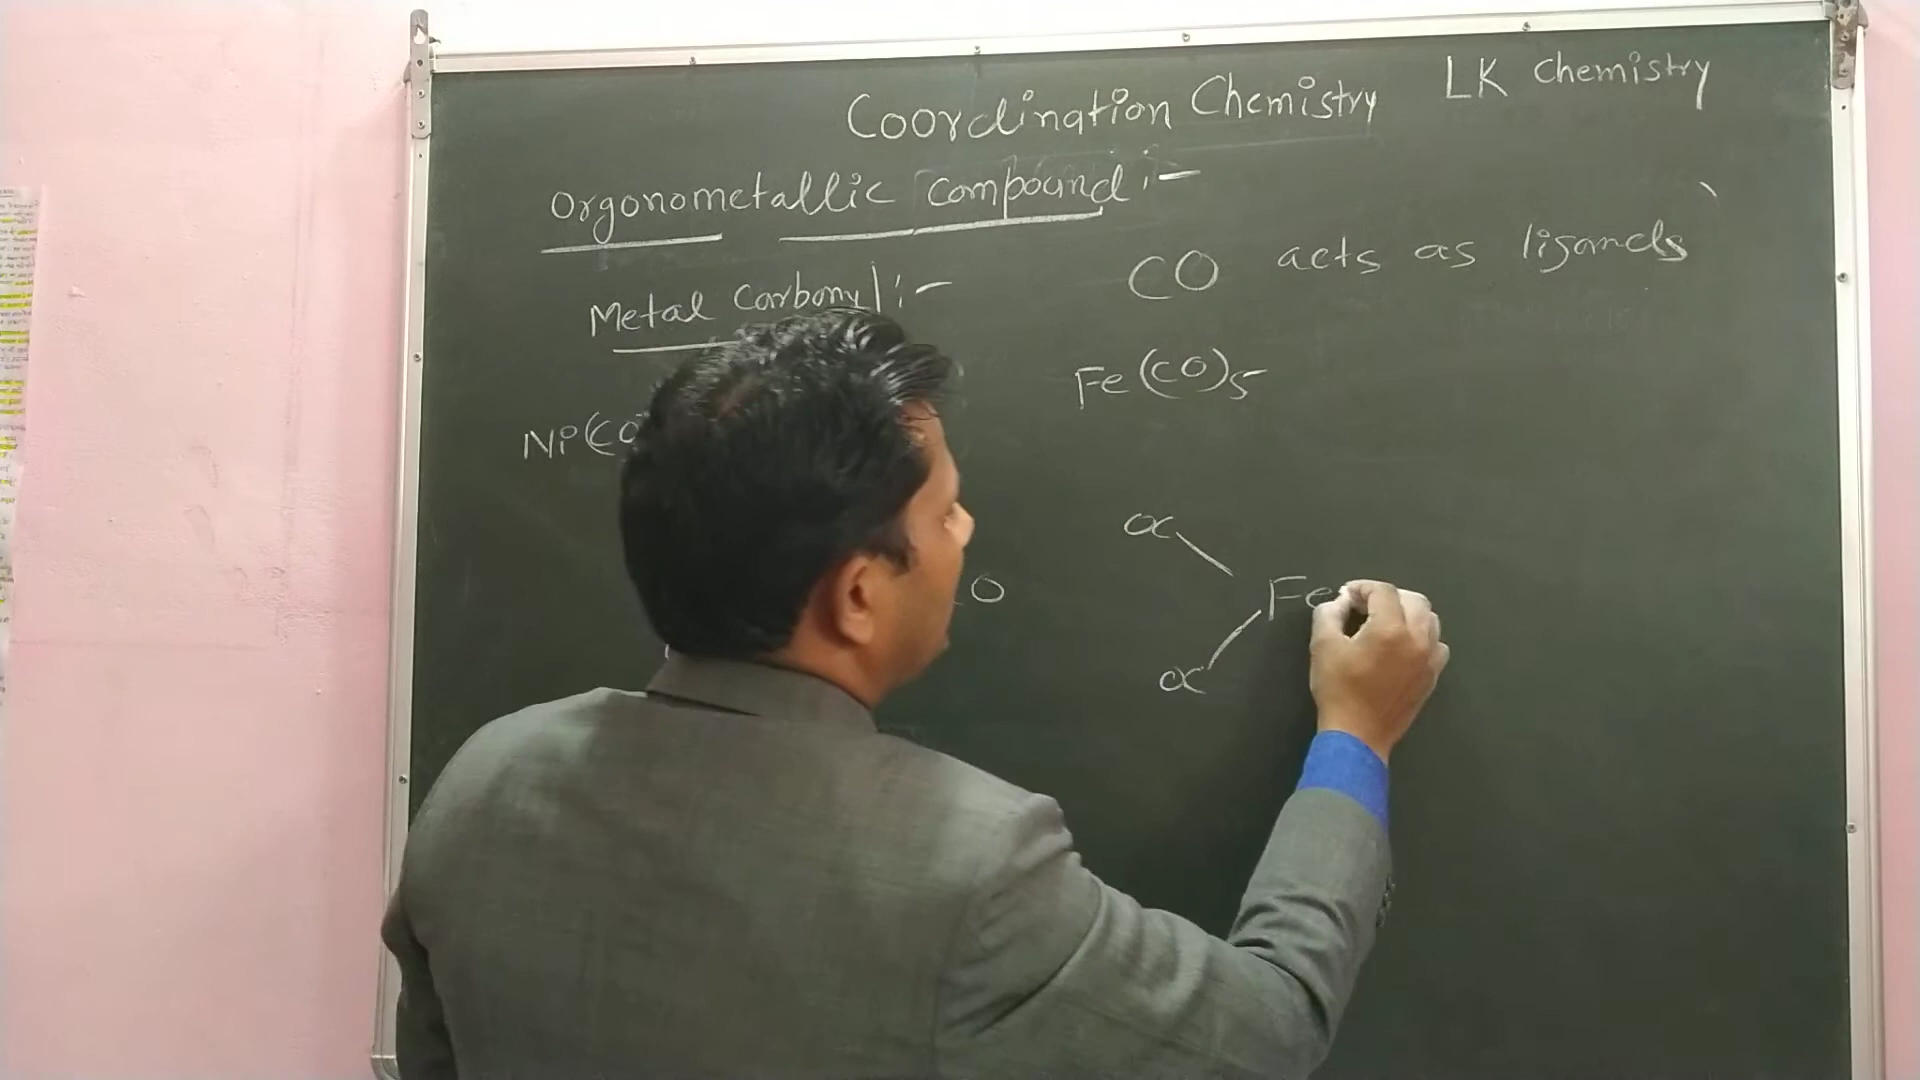 LK Chemistry
Coordination Chemistry
Orgonometallic compound :-
CO acts as ligands
Metal Carbonyl :-
Fe(CO)5
Ni(CO
OC
Fe
O
OC